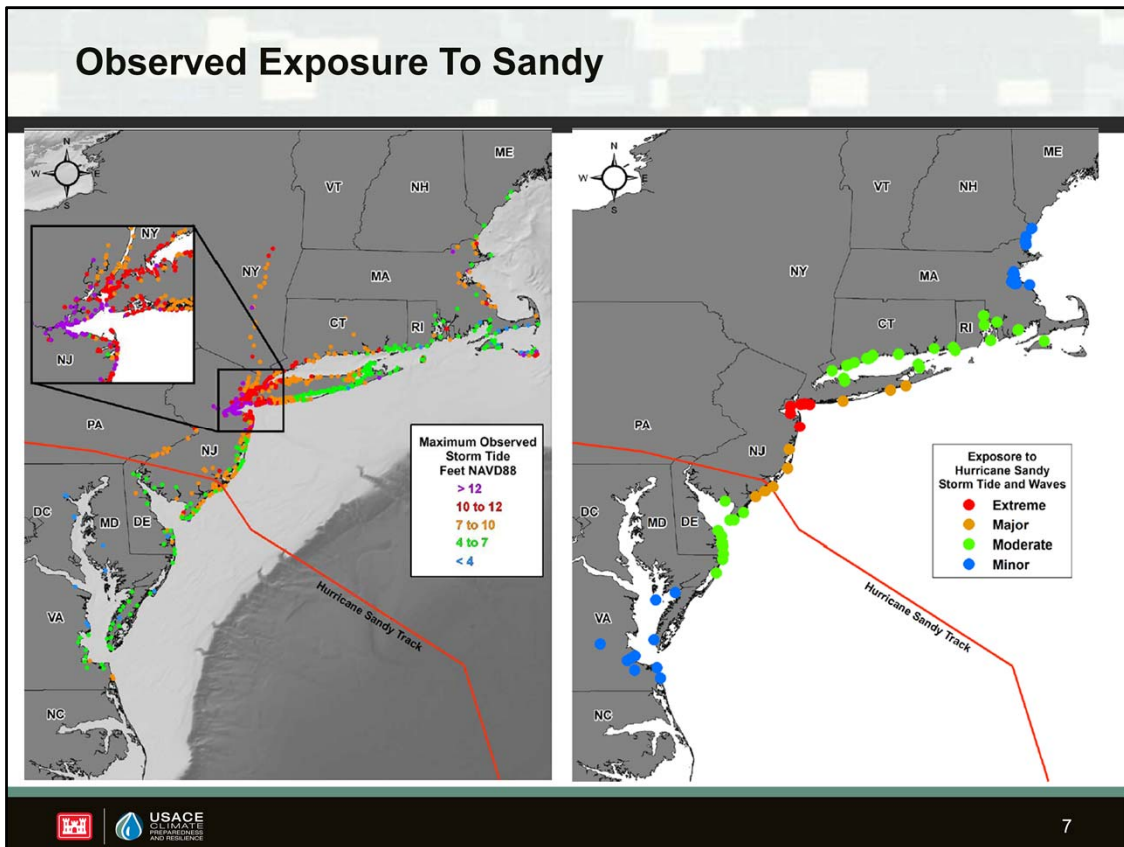 Observed Exposure To Sandy
N
W E
S
ME
VT
NH
NY
NY
MA
CT
RI
NJ
PA
NJ
Maximum Observed
Storm Tide
Feet NAVD88
> 12
10 to 12
7 to 10
4 to 7
< 4
DC
MD
DE
VA
Hurricane Sandy Track
NC
N
W E
S
ME
VT
NH
NY
MA
CT
RI
PA
NJ
Exposore to
Hurricane Sandy
Storm Tide and Waves
Extreme
Major
Moderate
Minor
DC
MD
DE
VA
Hurricane Sandy Track
NC
USACE
CLIMATE
PREPAREDNESS
AND RESILIENCE
7